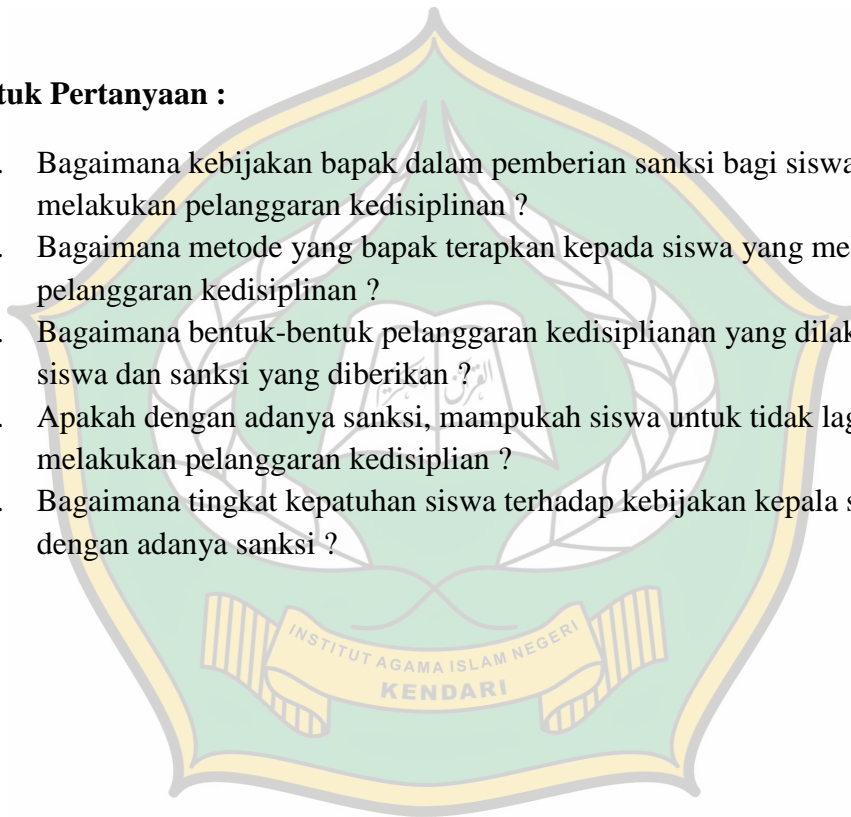 tuk Pertanyaan :
. Bagaimana kebijakan bapak dalam pemberian sanksi bagi siswa
melakukan pelanggaran kedisiplinan ?
. Bagaimana metode yang bapak terapkan kepada siswa yang me
pelanggaran kedisiplinan ?
. Bagaimana bentuk-bentuk pelanggaran kedisiplianan yang dilak
siswa dan sanksi yang diberikan ?
. Apakah dengan adanya sanksi, mampukah siswa untuk tidak lag
melakukan pelanggaran kedisiplian ?
. Bagaimana tingkat kepatuhan siswa terhadap kebijakan kepala s
dengan adanya sanksi ?
INSTITUT AGAMA ISLAM NEGERI
KENDARI